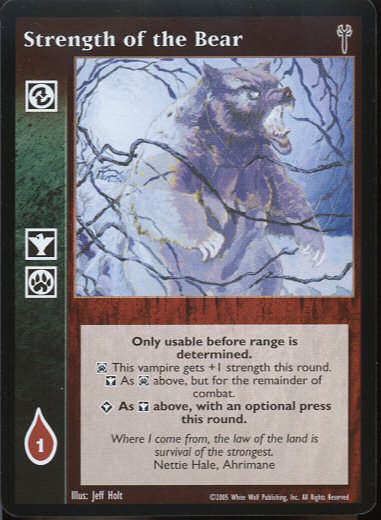 Strength of the Bear
Only usable before range is
determined.
This vampire gets +1 strength this round.
As above, but for the remainder of
combat.
As above, with an optional press
this round.
Where I come from, the law of the land is
survival of the strongest.
Nettie Hale, Ahrimane
1
Illus: Jeff Holt
©2005 White Wolf Publishing, Inc. All Rights Reserved